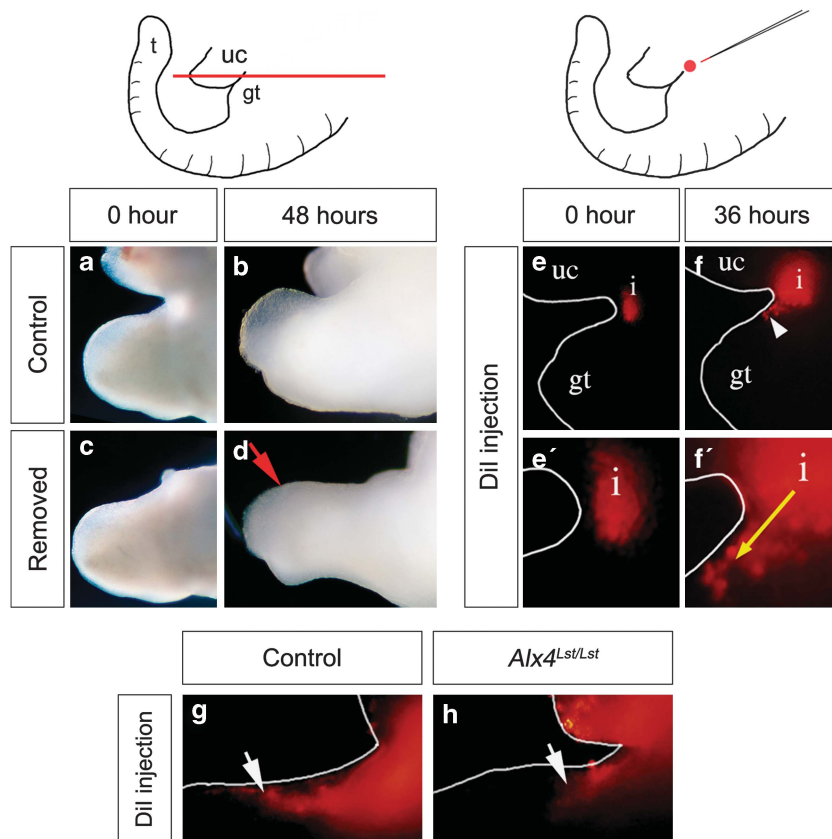 t
uc
gt
0 hour
48 hours
0 hour
36 hours
Control
Removed
DiI injection
a
b
c
d
e
uc
i
gt
f
uc
i
gt
e´
i
f´
i
Control
Alx4Lst/Lst
DiI injection
g
h